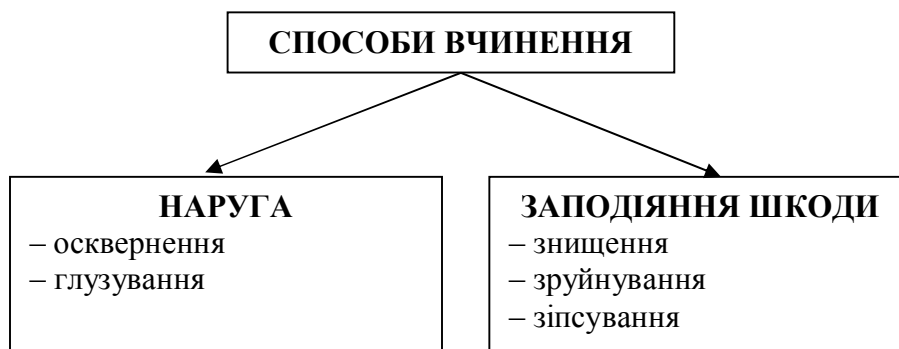 СПОСОБИ ВЧИНЕННЯ
НАРУГА
– осквернення
– глузування
ЗАПОДІЯННЯ ШКОДИ
– знищення
– зруйнування
– зіпсування